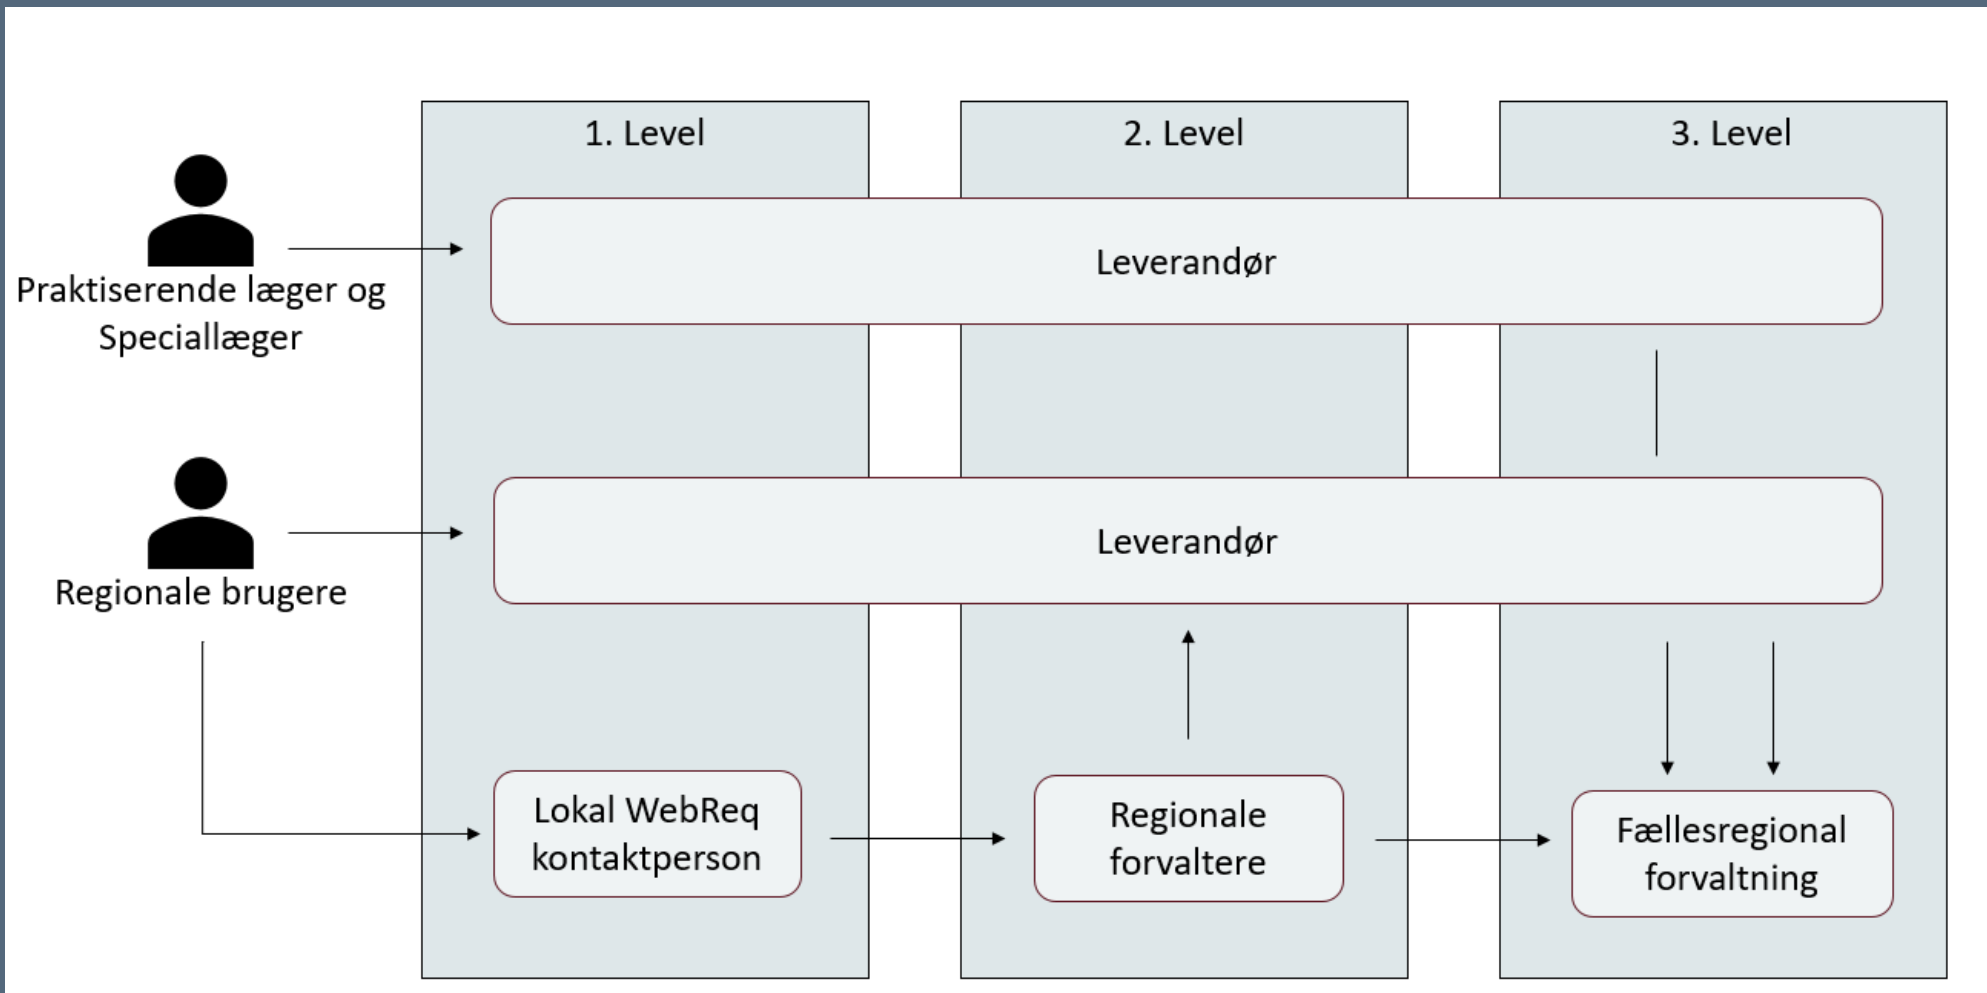 1. Level
2. Level
3. Level
Praktiserende læger og
Speciallæger
Leverandør
Regionale brugere
Leverandør
Lokal WebReq
kontaktperson
Regionale
forvaltere
Fællesregional
forvaltning